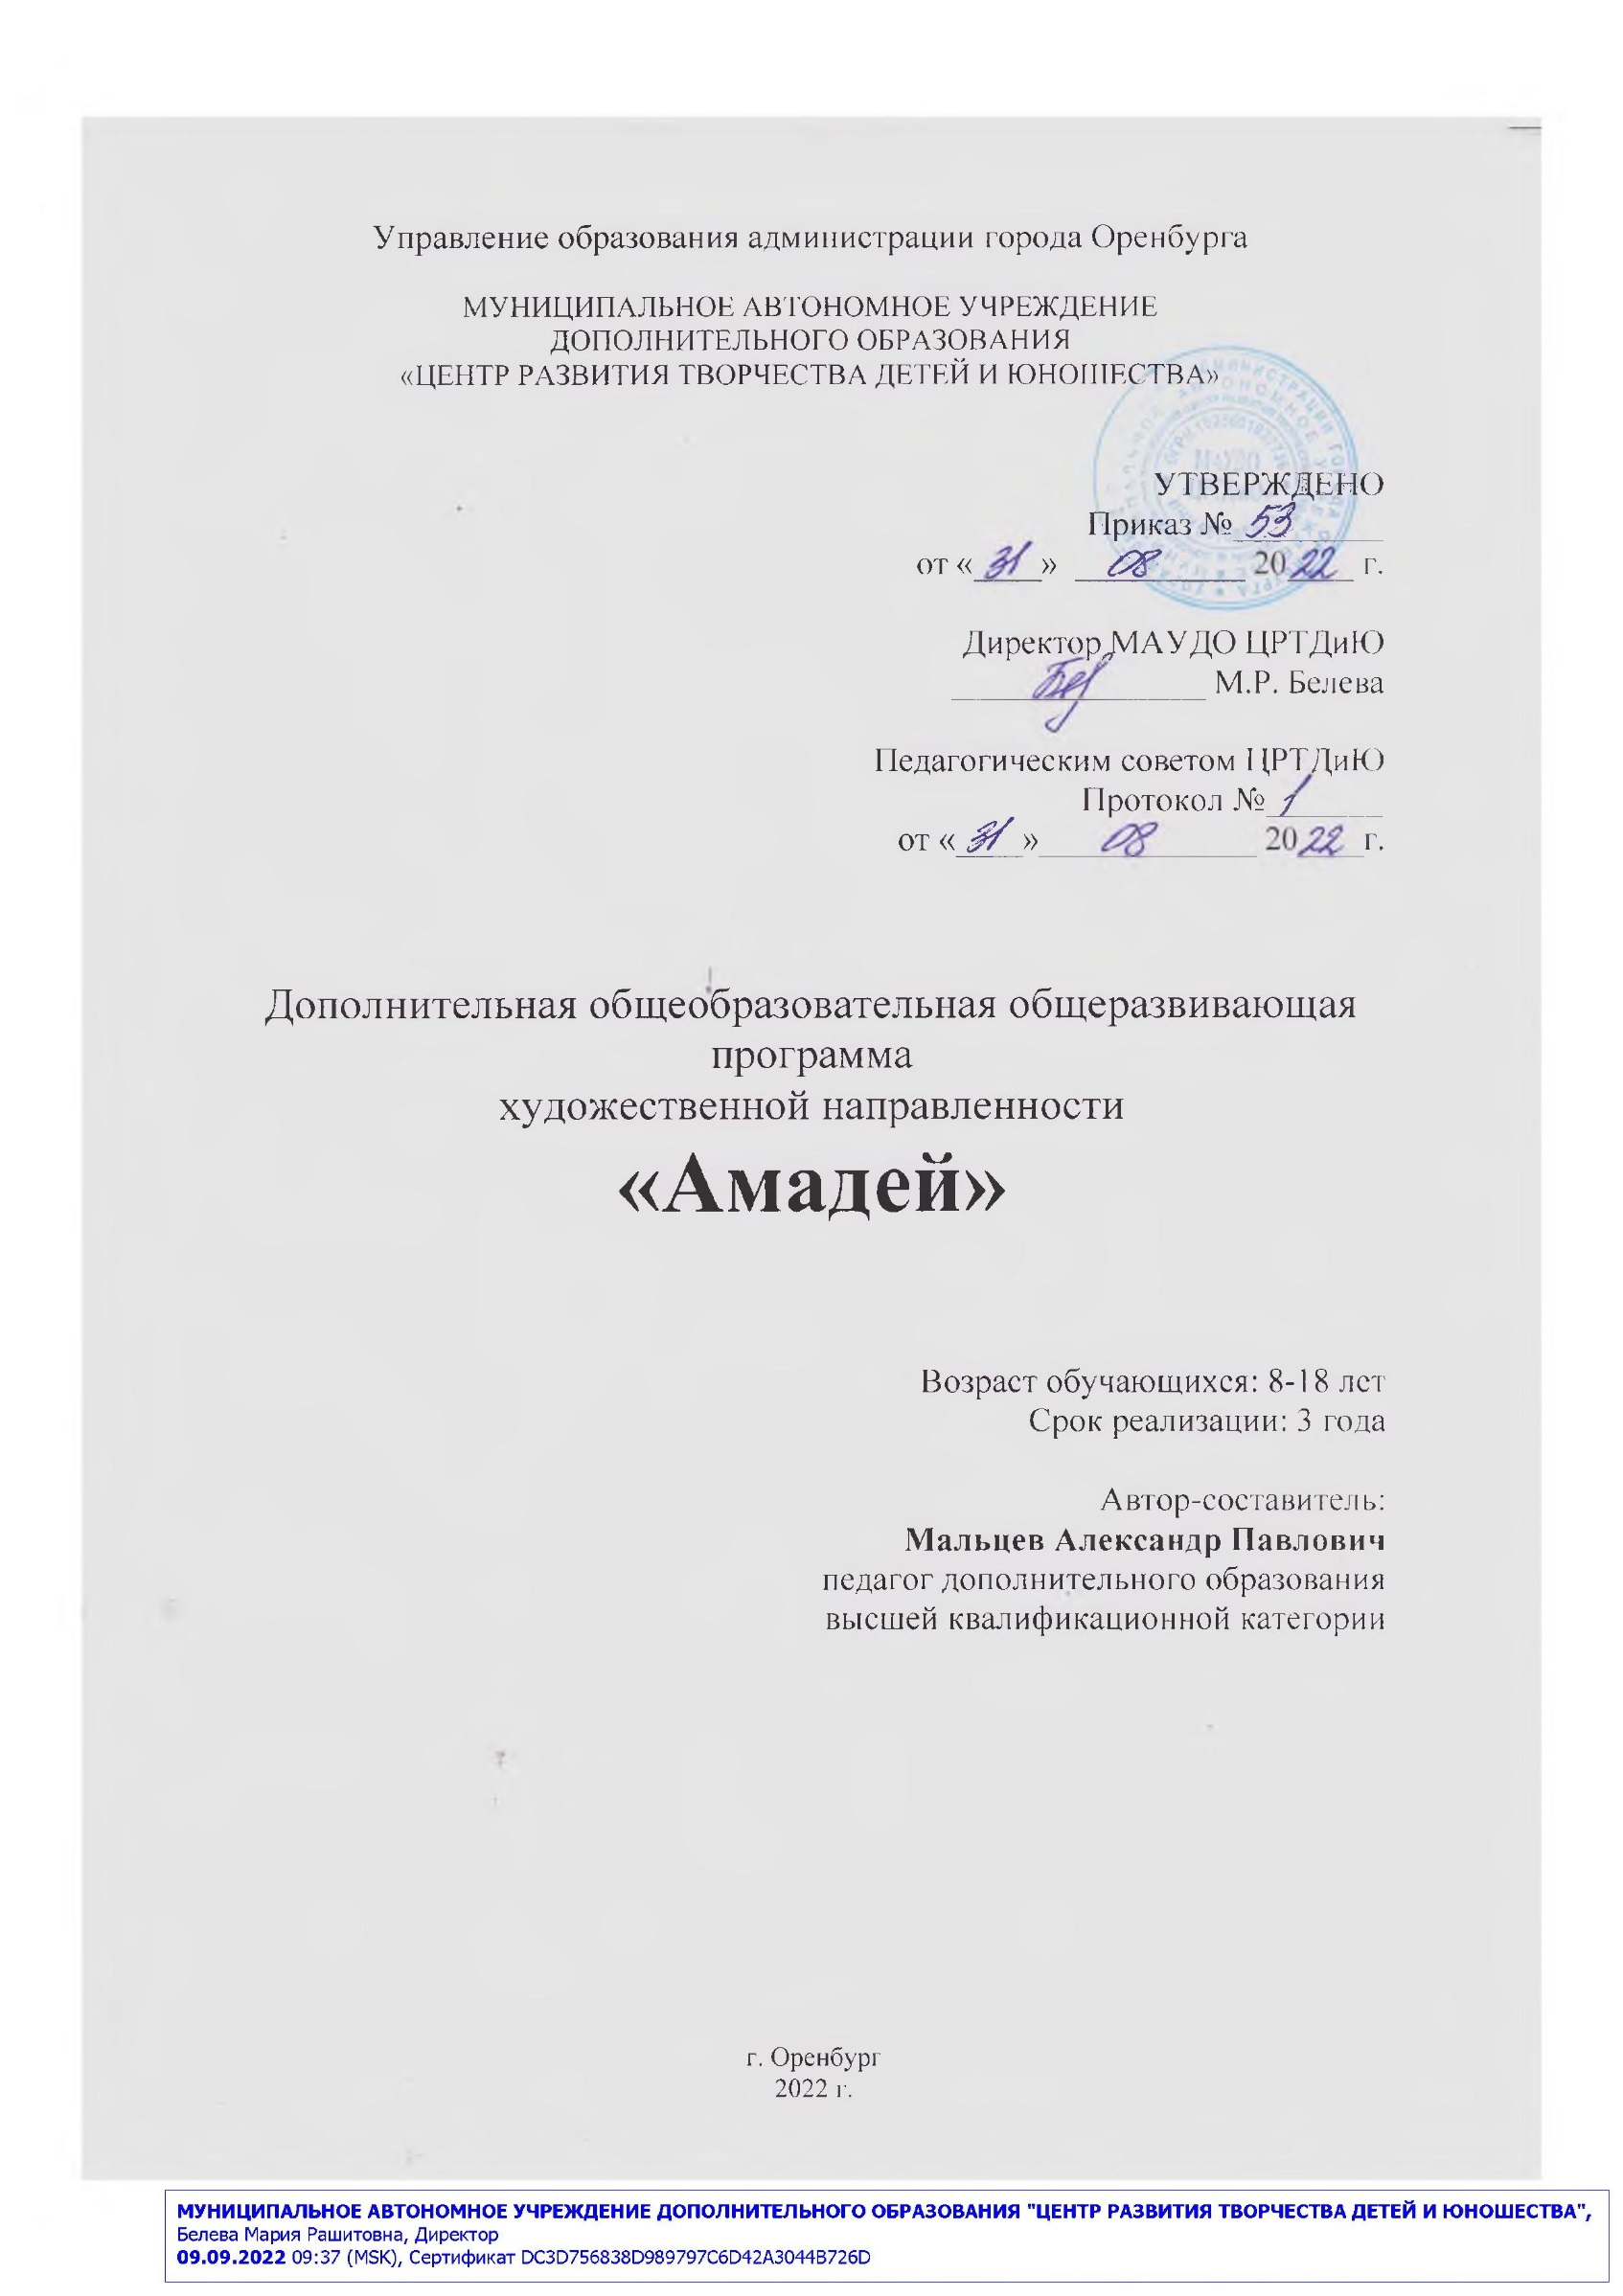 Управление образования администрации города Оренбурга
МУНИЦИПАЛЬНОЕ АВТОНОМНОЕ УЧРЕЖДЕНИЕ
ДОПОЛНИТЕЛЬНОГО ОБРАЗОВАНИЯ
«ЦЕНТР РАЗВИТИЯ ТВОРЧЕСТВА ДЕТЕЙ И ЮНОШЕСТВА»
УТВЕРЖДЕНО
Приказ № 53
от «31» 08 2022 г.
Директор МАУДО ЦРТДиЮ
М.Р. Белева
Педагогическим советом ЦРТДиЮ
Протокол № 1
от «31» 08 2022 г.
Дополнительная общеобразовательная общеразвивающая
программа
художественной направленности
«Амадей»
Возраст обучающихся: 8-18 лет
Срок реализации: 3 года
Автор-составитель:
Мальцев Александр Павлович
педагог дополнительного образования
высшей квалификационной категории
г. Оренбург
2022 г.
МУНИЦИПАЛЬНОЕ АВТОНОМНОЕ УЧРЕЖДЕНИЕ ДОПОЛНИТЕЛЬНОГО ОБРАЗОВАНИЯ "ЦЕНТР РАЗВИТИЯ ТВОРЧЕСТВА ДЕТЕЙ И ЮНОШЕСТВА",
Белева Мария Рашитовна, Директор
09.09.2022 09:37 (MSK), Сертификат DC3D756838D989797C6D42A3044B726D